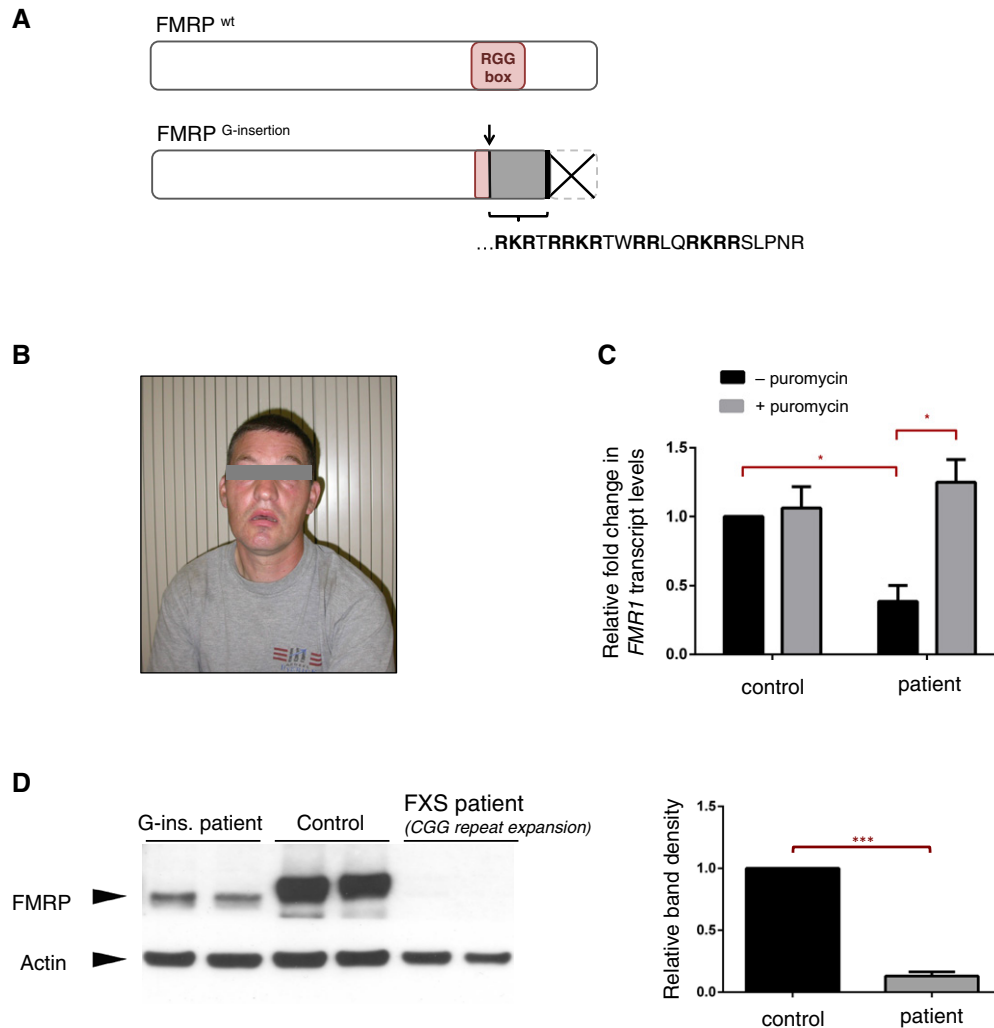 A
FMRP wt
RGG
box
FMRP G-insertion
...RKRTRRKRTWRRLQRKRRSLPNR
B
C
– puromycin
+ puromycin
*
*
Relative fold change in
FMR1 transcript levels
1.5
1.0
0.5
0.0
control
patient
D
G-ins. patient
Control
FXS patient
(CGG repeat expansion)
FMRP
Actin
Relative band density
1.5
1.0
0.5
0.0
***
control
patient